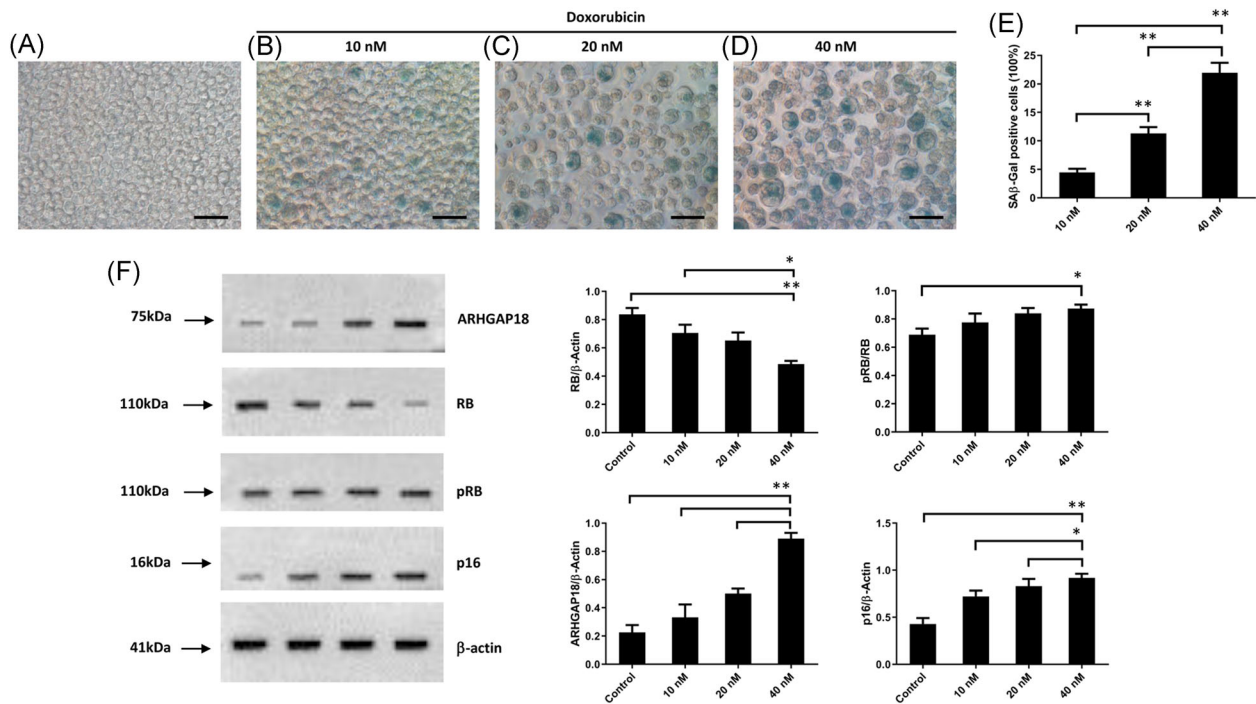 Doxorubicin
(A)
(B)
10 nM
(C)
20 nM
(D)
40 nM
(E)
SAβ-Gal positive cells (100%)
25
20
15
10
5
0
**
**
**
10 nM
20 nM
40 nM
(F)
75kDa
ARHGAP18
110kDa
RB
110kDa
pRB
16kDa
p16
41kDa
β-actin
RB/β-Actin
1.0
0.8
0.6
0.4
0.2
0.0
*
**
Control
10 nM
20 nM
40 nM
pRB/RB
1.0
0.8
0.6
0.4
0.2
0.0
*
Control
10 nM
20 nM
40 nM
ARHGAP18/β-Actin
1.0
0.8
0.6
0.4
0.2
0.0
**
Control
10 nM
20 nM
40 nM
p16/β-Actin
1.5
1.0
0.5
0.0
**
*
Control
10 nM
20 nM
40 nM